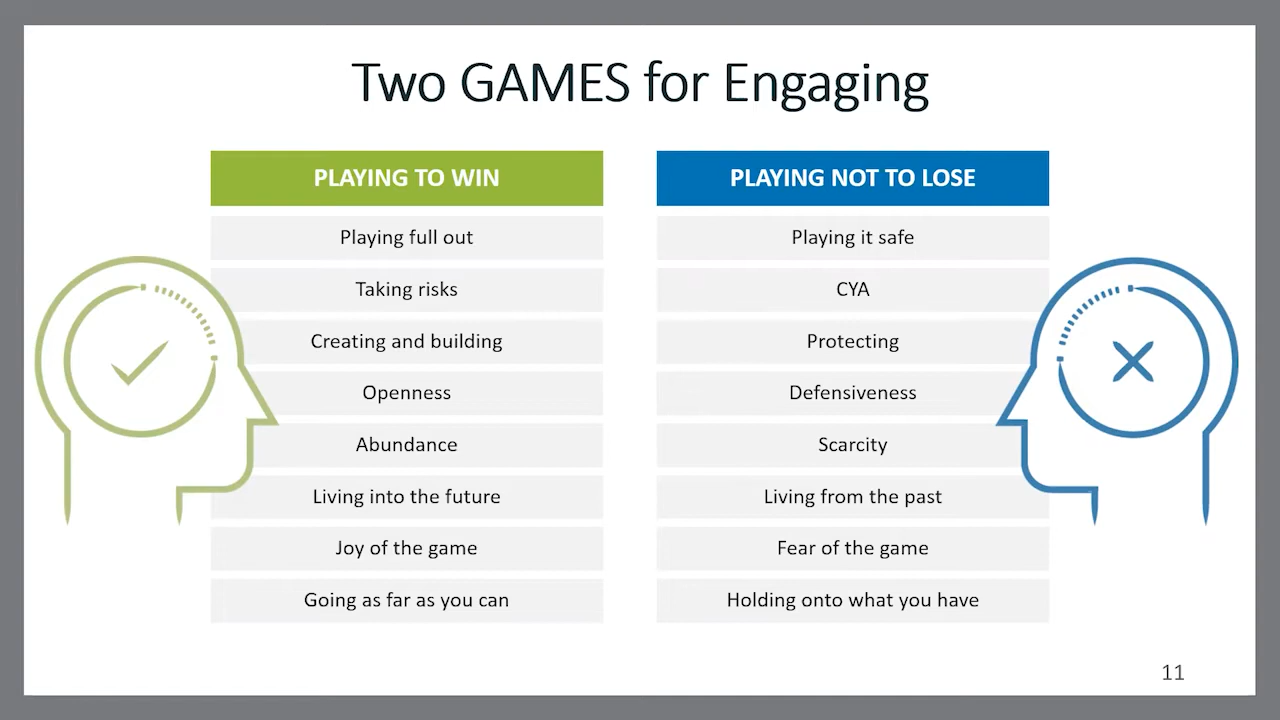 Two GAMES for Engaging
PLAYING TO WIN
Playing full out
Taking risks
Creating and building
Openness
Abundance
Living into the future
Joy of the game
Going as far as you can
PLAYING NOT TO LOSE
Playing it safe
CYA
Protecting
Defensiveness
Scarcity
Living from the past
Fear of the game
Holding onto what you have
11